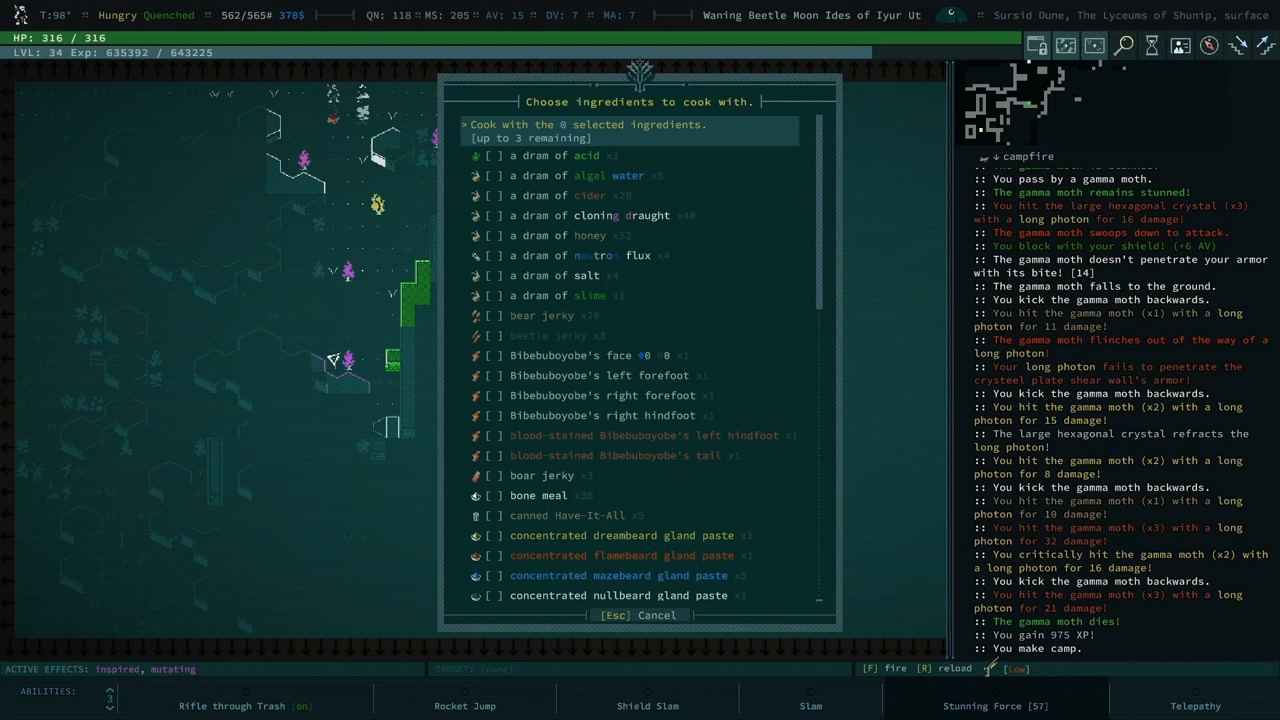 T:98° :: Hungry Quenched :: 562/565# 370$ QN: 118 :: MS: 205 :: AV: 15 :: DV: 7 :: MA: 7 Waning Beetle Moon Ides of Iyur Ut :: Sursid Dune, The Lyceums of Shunip, surface
HP: 316 / 316
LVL: 34 Exp: 635392 / 643225
Choose ingredients to cook with.
> Cook with the 0 selected ingredients.
[up to 3 remaining]
[ ] a dram of acid x3
[ ] a dram of algal water x5
[ ] a dram of cider x28
[ ] a dram of cloning draught x40
[ ] a dram of honey x52
[ ] a dram of neutron flux x4
[ ] a dram of salt x4
[ ] a dram of slime x1
[ ] bear jerky x20
[ ] beetle jerky x8
[ ] Bibebuboyobe's face ♦0 ○0 x1
[ ] Bibebuboyobe's left forefoot x1
[ ] Bibebuboyobe's right forefoot x1
[ ] Bibebuboyobe's right hindfoot x1
[ ] blood-stained Bibebuboyobe's left hindfoot x1
[ ] blood-stained Bibebuboyobe's tail x1
[ ] boar jerky x3
[ ] bone meal x30
[ ] canned Have-It-All x5
[ ] concentrated dreambeard gland paste x1
[ ] concentrated flamebeard gland paste x1
[ ] concentrated mazebeard gland paste x5
[ ] concentrated nullbeard gland paste x1
[Esc] Cancel
↓ campfire
:: You pass by a gamma moth.
:: The gamma moth remains stunned!
:: You hit the large hexagonal crystal (x3)
with a long photon for 16 damage!
:: The gamma moth swoops down to attack.
:: You block with your shield! (+6 AV)
:: The gamma moth doesn't penetrate your armor
with its bite! [14]
:: The gamma moth falls to the ground.
:: You kick the gamma moth backwards.
:: You hit the gamma moth (x1) with a long
photon for 11 damage!
:: The gamma moth flinches out of the way of a
long photon!
:: Your long photon fails to penetrate the
crysteel plate shear wall's armor!
:: You kick the gamma moth backwards.
:: You hit the gamma moth (x2) with a long
photon for 15 damage!
:: The large hexagonal crystal refracts the
long photon!
:: You hit the gamma moth (x2) with a long
photon for 8 damage!
:: You kick the gamma moth backwards.
:: You hit the gamma moth (x1) with a long
photon for 10 damage!
:: You hit the gamma moth (x3) with a long
photon for 32 damage!
:: You critically hit the gamma moth (x2) with
a long photon for 16 damage!
:: You kick the gamma moth backwards.
:: You hit the gamma moth (x3) with a long
photon for 21 damage!
:: The gamma moth dies!
:: You gain 975 XP!
:: You make camp.
ACTIVE EFFECTS: inspired, mutating TARGET: [none] [F] fire [R] reload [Low]
ABILITIES: 3 Rifle through Trash [on] Rocket Jump Shield Slam Slam Stunning Force [57] Telepathy